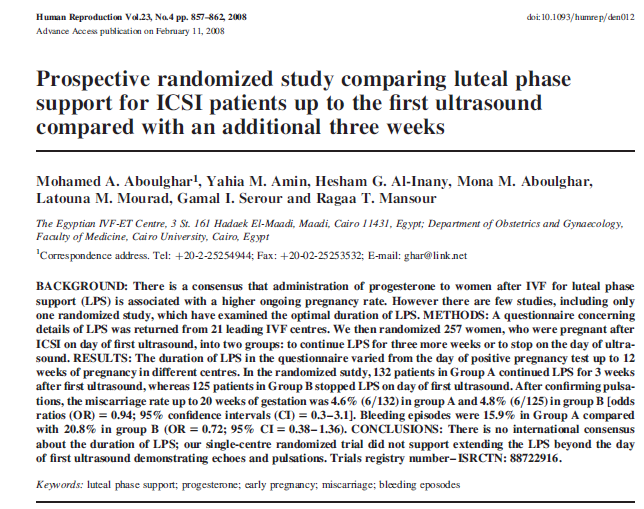 Human Reproduction Vol.23, No.4 pp. 857–862, 2008
doi:10.1093/humrep/den012
Advance Access publication on February 11, 2008
Prospective randomized study comparing luteal phase
support for ICSI patients up to the first ultrasound
compared with an additional three weeks
Mohamed A. Aboulghar1, Yahia M. Amin, Hesham G. Al-Inany, Mona M. Aboulghar,
Latouna M. Mourad, Gamal I. Serour and Ragaa T. Mansour
The Egyptian IVF-ET Centre, 3 St. 161 Hadaek El-Maadi, Maadi, Cairo 11431, Egypt; Department of Obstetrics and Gynaecology,
Faculty of Medicine, Cairo University, Cairo, Egypt
1Correspondence address. Tel: +20-2-25254944; Fax: +20-02-25253532; E-mail: ghar@link.net
BACKGROUND: There is a consensus that administration of progesterone to women after IVF for luteal phase
support (LPS) is associated with a higher ongoing pregnancy rate. However there are few studies, including only
one randomized study, which have examined the optimal duration of LPS. METHODS: A questionnaire concerning
details of LPS was returned from 21 leading IVF centres. We then randomized 257 women, who were pregnant after
ICSI on day of first ultrasound, into two groups: to continue LPS for three more weeks or to stop on the day of ultra-
sound. RESULTS: The duration of LPS in the questionnaire varied from the day of positive pregnancy test up to 12
weeks of pregnancy in different centres. In the randomized sutdy, 132 patients in Group A continued LPS for 3 weeks
after first ultrasound, whereas 125 patients in Group B stopped LPS on day of first ultrasound. After confirming pulsa-
tions, the miscarriage rate up to 20 weeks of gestation was 4.6% (6/132) in group A and 4.8% (6/125) in group B [odds
ratios (OR) = 0.94; 95% confidence intervals (CI) = 0.3–3.1]. Bleeding episodes were 15.9% in Group A compared
with 20.8% in group B (OR = 0.72; 95% CI = 0.38–1.36). CONCLUSIONS: There is no international consensus
about the duration of LPS; our single-centre randomized trial did not support extending the LPS beyond the day
of first ultrasound demonstrating echoes and pulsations. Trials registry number–ISRCTN: 88722916.
Keywords: luteal phase support; progesterone; early pregnancy; miscarriage; bleeding eposodes